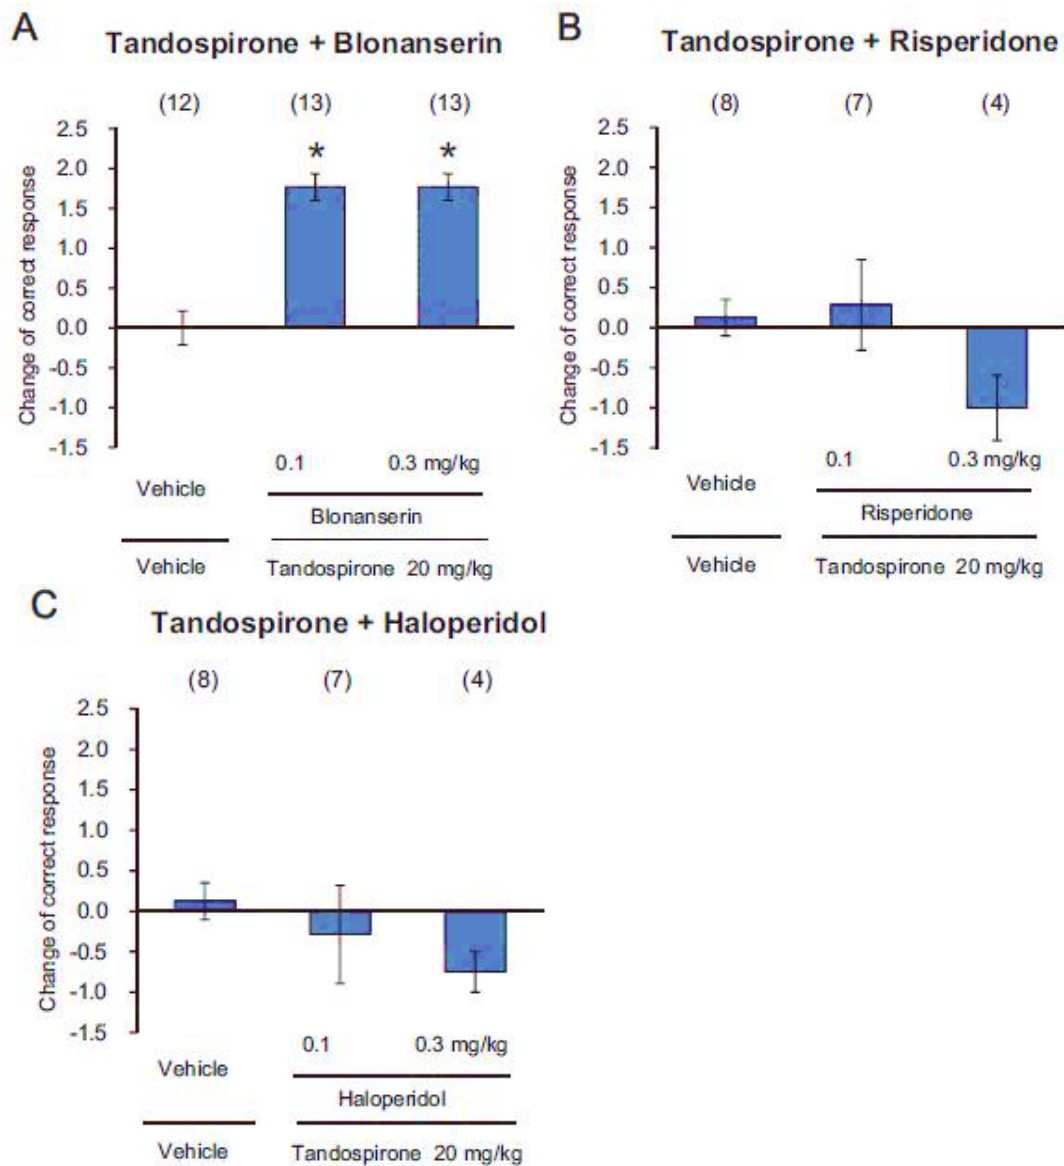 A
Tandospirone + Blonanserin
(12) (13) (13)
Change of correct response
2.5
2.0
1.5
1.0
0.5
0.0
-0.5
-1.0
-1.5
* *
0.1 0.3 mg/kg
Vehicle
Blonanserin
Vehicle Tandospirone 20 mg/kg
B
Tandospirone + Risperidone
(8) (7) (4)
Change of correct response
2.5
2.0
1.5
1.0
0.5
0.0
-0.5
-1.0
-1.5
0.1 0.3 mg/kg
Vehicle
Risperidone
Vehicle Tandospirone 20 mg/kg
C
Tandospirone + Haloperidol
(8) (7) (4)
Change of correct response
2.5
2.0
1.5
1.0
0.5
0.0
-0.5
-1.0
-1.5
0.1 0.3 mg/kg
Vehicle
Haloperidol
Vehicle Tandospirone 20 mg/kg